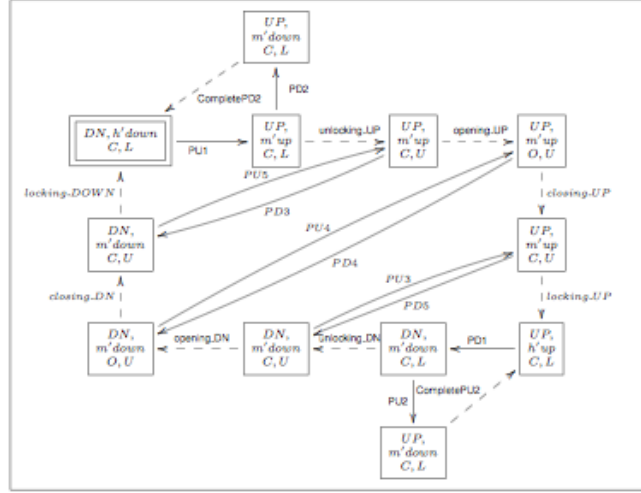 UP,
m'down
C, L
CompletePD2
PD2
DN, h'down
C, L
PU1
UP,
m'up
C, L
unlocking_UP
UP,
m'up
C, U
opening_UP
UP,
m'up
O, U
locking_DOWN
PU5
PD3
PU4
PD4
closing_UP
DN,
m'down
C, U
UP,
m'up
C, U
PU3
PD5
closing_DN
locking_UP
DN,
m'down
O, U
opening_DN
DN,
m'down
C, U
unlocking_DN
DN,
m'down
C, L
PD1
UP,
h'up
C, L
PU2
CompletePU2
UP,
m'down
C, L